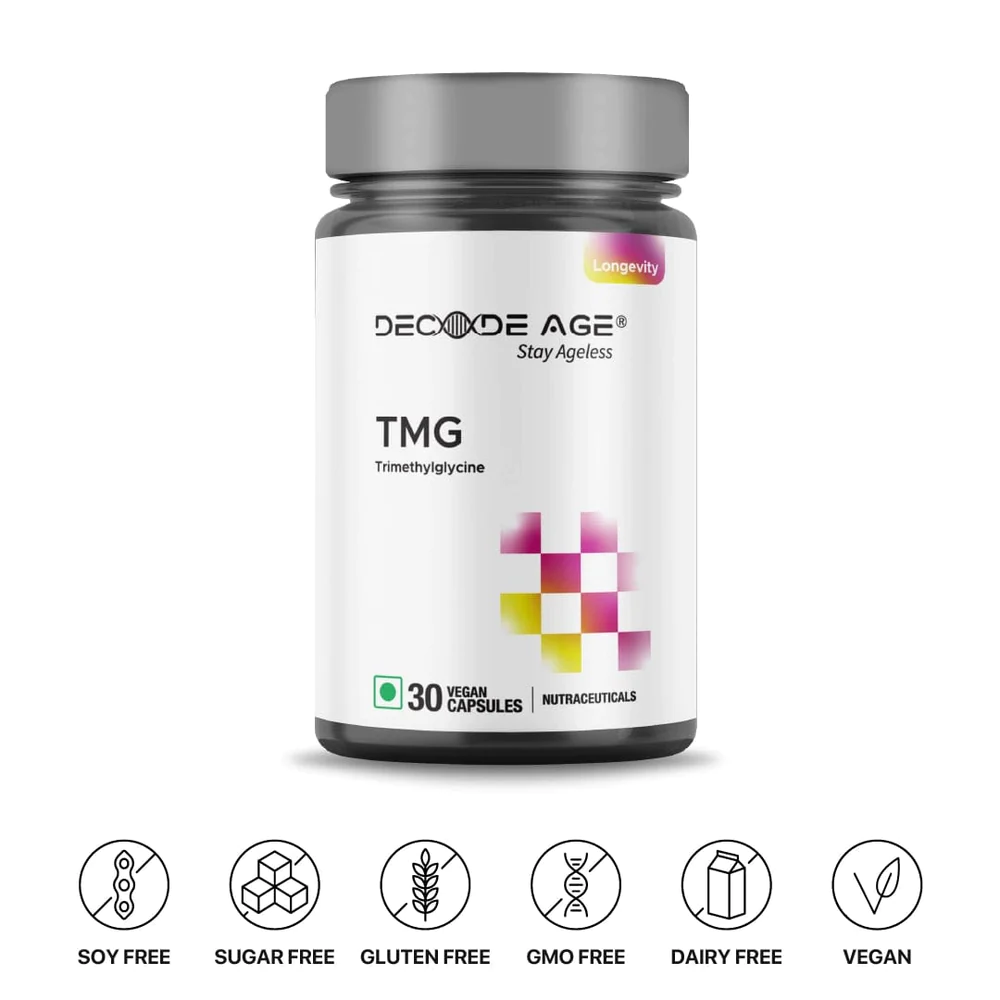 Longevity
DECODE AGE®
Stay Ageless
TMG
Trimethylglycine
30 VEGAN CAPSULES | NUTRACEUTICALS
SOY FREE
SUGAR FREE
GLUTEN FREE
GMO FREE
DAIRY FREE
VEGAN